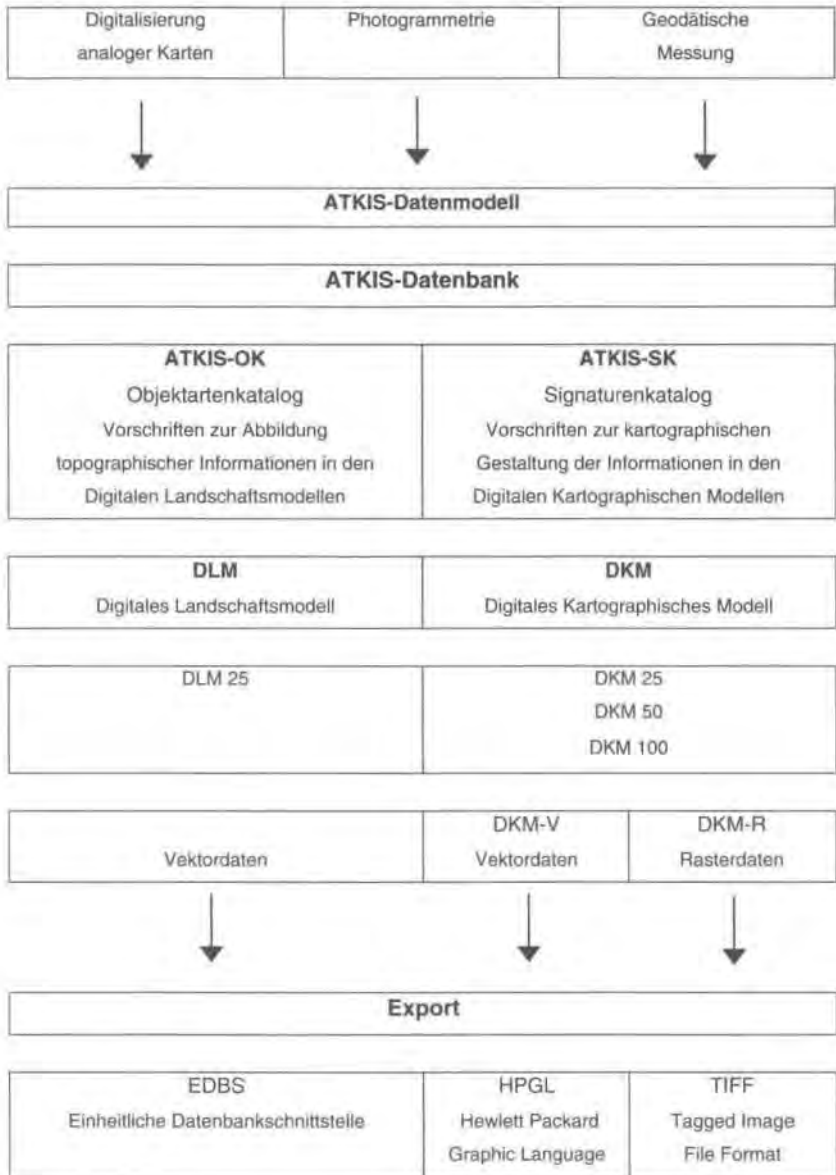 Digitalisierung
analoger Karten
Photogrammetrie
Geodätische
Messung
ATKIS-Datenmodell
ATKIS-Datenbank
ATKIS-OK
Objektartenkatalog
Vorschriften zur Abbildung
topographischer Informationen in den
Digitalen Landschaftsmodellen
ATKIS-SK
Signaturenkatalog
Vorschriften zur kartographischen
Gestaltung der Informationen in den
Digitalen Kartographischen Modellen
DLM
Digitales Landschaftsmodell
DKM
Digitales Kartographisches Modell
DLM 25
DKM 25
DKM 50
DKM 100
Vektordaten
DKM-V
Vektordaten
DKM-R
Rasterdaten
Export
EDBS
Einheitliche Datenbankschnittstelle
HPGL
Hewlett Packard
Graphic Language
TIFF
Tagged Image
File Format